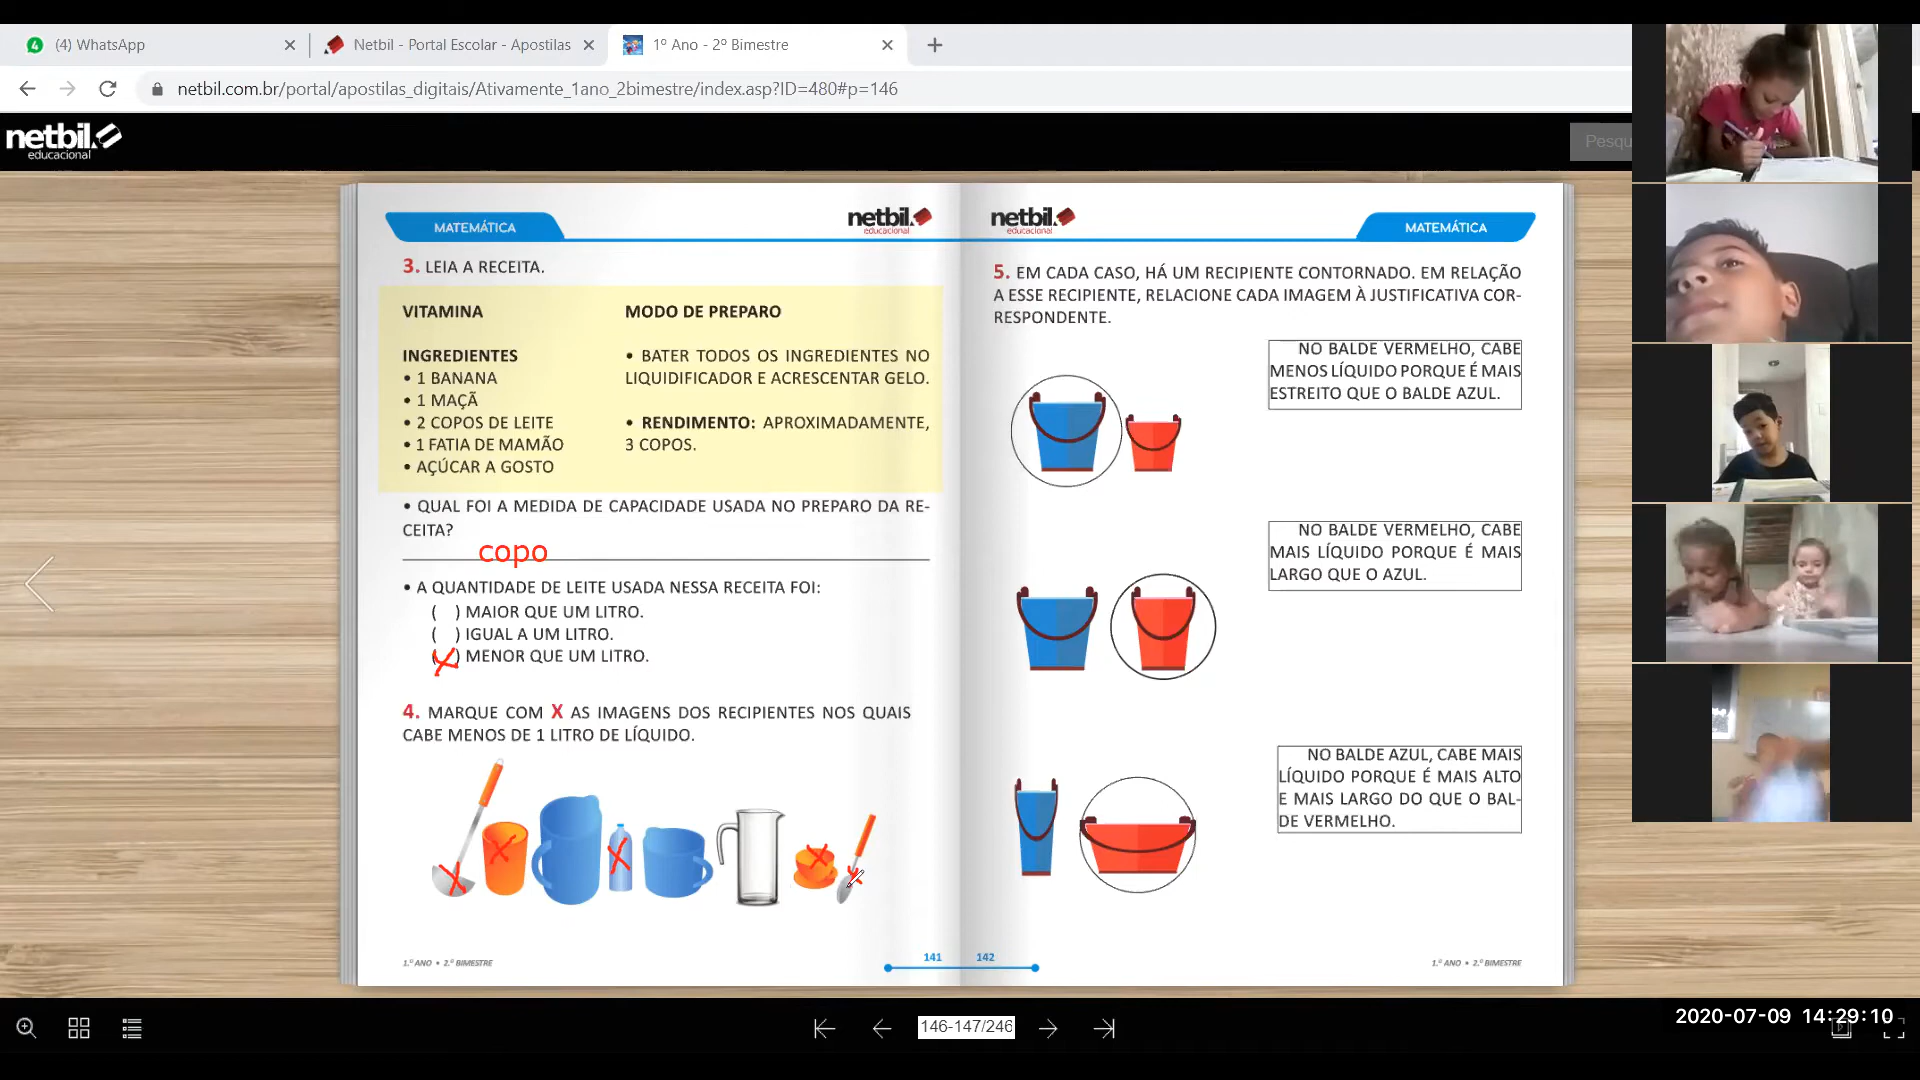 (4) WhatsApp
Netbil - Portal Escolar - Apostilas
1º Ano - 2º Bimestre
netbil.com.br/portal/apostilas_digitais/Ativamente_1ano_2bimestre/index.asp?ID=480#p=146
netbil
educacional
Pesqu
MATEMÁTICA
netbil
educacional
3. LEIA A RECEITA.
VITAMINA
INGREDIENTES
• 1 BANANA
• 1 MAÇÃ
• 2 COPOS DE LEITE
• 1 FATIA DE MAMÃO
• AÇÚCAR A GOSTO
MODO DE PREPARO
• BATER TODOS OS INGREDIENTES NO
LIQUIDIFICADOR E ACRESCENTAR GELO.
• RENDIMENTO: APROXIMADAMENTE,
3 COPOS.
• QUAL FOI A MEDIDA DE CAPACIDADE USADA NO PREPARO DA RE-
CEITA?
copo
• A QUANTIDADE DE LEITE USADA NESSA RECEITA FOI:
( ) MAIOR QUE UM LITRO.
( ) IGUAL A UM LITRO.
(X) MENOR QUE UM LITRO.
4. MARQUE COM X AS IMAGENS DOS RECIPIENTES NOS QUAIS
CABE MENOS DE 1 LITRO DE LÍQUIDO.
1.º ANO • 2.º BIMESTRE
141
netbil
educacional
MATEMÁTICA
5. EM CADA CASO, HÁ UM RECIPIENTE CONTORNADO. EM RELAÇÃO
A ESSE RECIPIENTE, RELACIONE CADA IMAGEM À JUSTIFICATIVA COR-
RESPONDENTE.
NO BALDE VERMELHO, CABE
MENOS LÍQUIDO PORQUE É MAIS
ESTREITO QUE O BALDE AZUL.
NO BALDE VERMELHO, CABE
MAIS LÍQUIDO PORQUE É MAIS
LARGO QUE O AZUL.
NO BALDE AZUL, CABE MAIS
LÍQUIDO PORQUE É MAIS ALTO
E MAIS LARGO DO QUE O BAL-
DE VERMELHO.
142
1.º ANO • 2.º BIMESTRE
146-147/246
2020-07-09 14:29:10